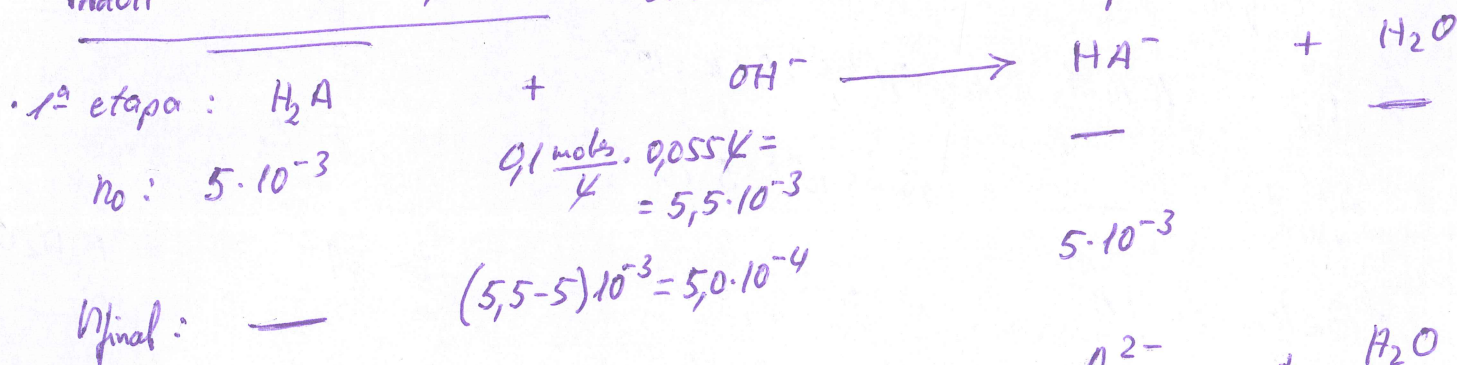 · 1ª etapa : H₂A + OH⁻ ⟶ HA⁻ + H₂O
n₀ : 5·10⁻³ 0,1 moles/L · 0,055 L = — —
= 5,5·10⁻³
5·10⁻³
nfinal : — (5,5-5)10⁻³ = 5,0·10⁻⁴
A²⁻ + H₂O